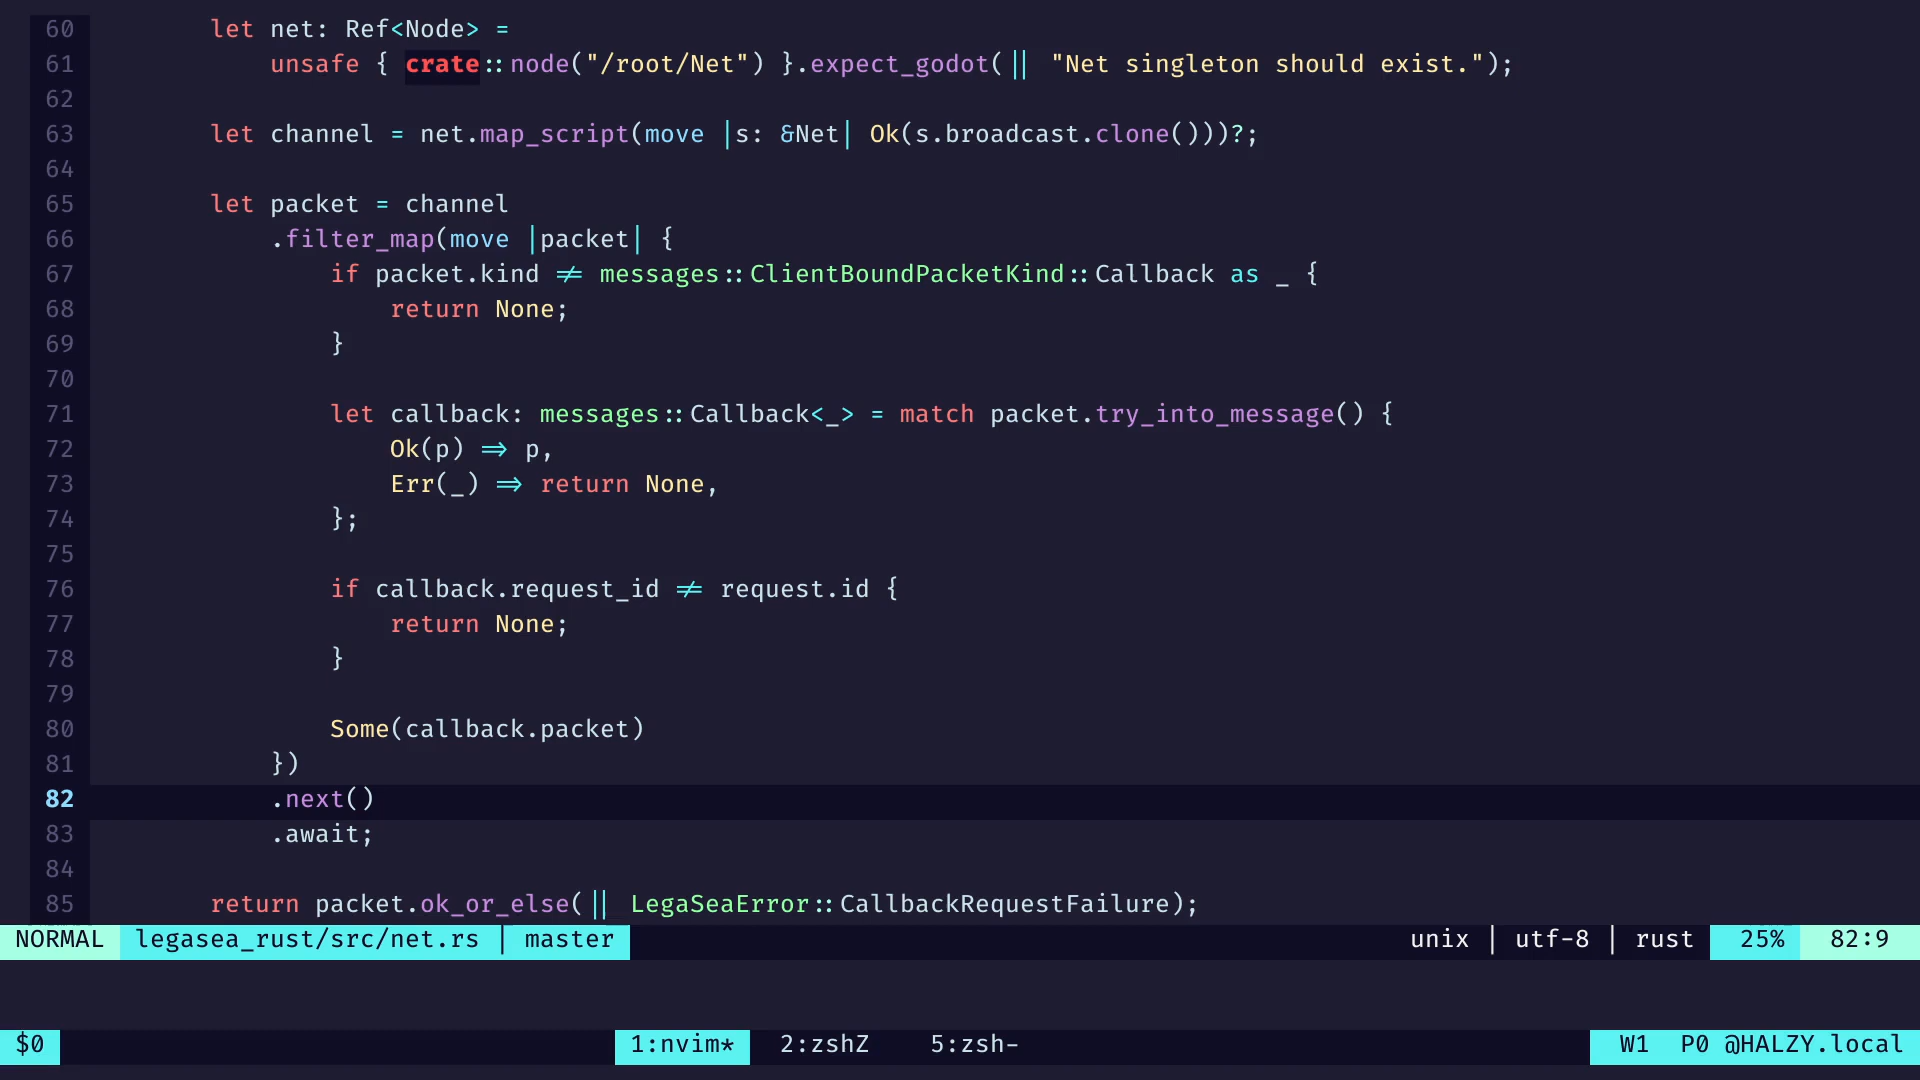 60         let net: Ref<Node> =
61             unsafe { crate::node("/root/Net") }.expect_godot(|| "Net singleton should exist.");
62
63         let channel = net.map_script(move |s: &Net| Ok(s.broadcast.clone()))?;
64
65         let packet = channel
66             .filter_map(move |packet| {
67                 if packet.kind != messages::ClientBoundPacketKind::Callback as _ {
68                     return None;
69                 }
70
71                 let callback: messages::Callback<_> = match packet.try_into_message() {
72                     Ok(p) => p,
73                     Err(_) => return None,
74                 };
75
76                 if callback.request_id != request.id {
77                     return None;
78                 }
79
80                 Some(callback.packet)
81             })
82             .next()
83             .await;
84
85         return packet.ok_or_else(|| LegaSeaError::CallbackRequestFailure);
NORMAL legasea_rust/src/net.rs | master unix | utf-8 | rust 25% 82:9
$0 1:nvim* 2:zshZ 5:zsh- W1 P0 @HALZY.local